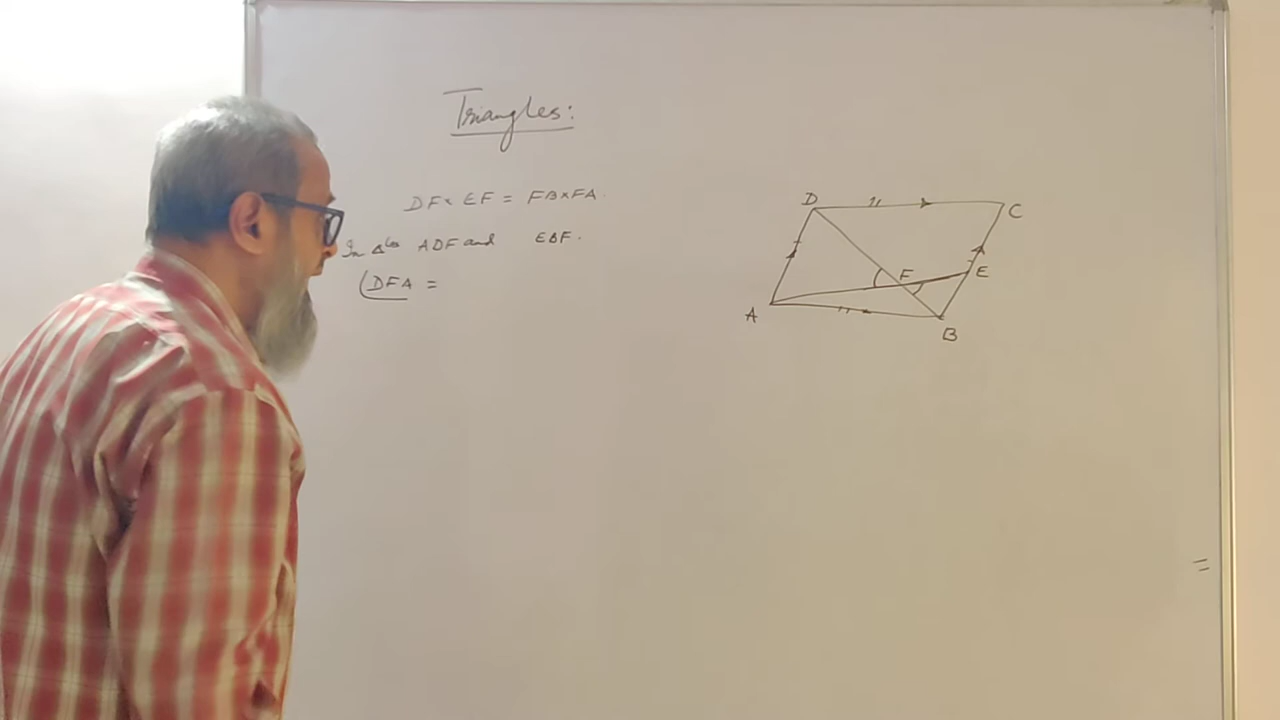 Triangles:
DF× EF = FB×FA.
In Δles ADF and EBF.
∠DFA =
D
C
F
E
A
B
=